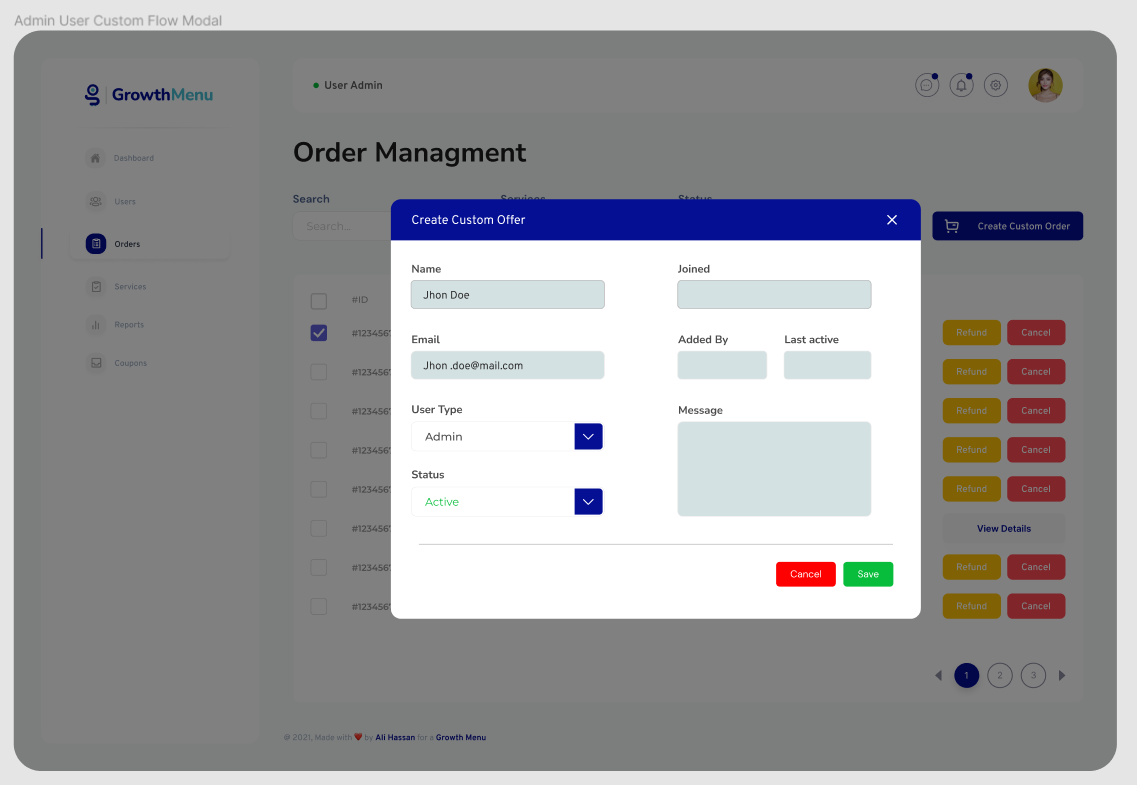 Admin User Custom Flow Modal
GrowthMenu
User Admin
Dashboard
Users
Orders
Services
Reports
Coupons
Order Managment
Search
Services
Status
Search...
Create Custom Order
Create Custom Offer
Name
Jhon Doe
Joined
Email
Jhon .doe@mail.com
Added By
Last active
User Type
Admin
Message
Status
Active
Cancel
Save
#ID
#123456
Refund
Cancel
#123456
Refund
Cancel
#123456
Refund
Cancel
#123456
Refund
Cancel
#123456
Refund
Cancel
#123456
View Details
#123456
Refund
Cancel
#123456
Refund
Cancel
1
2
3
© 2021, Made with ❤️ by Ali Hassan for a Growth Menu